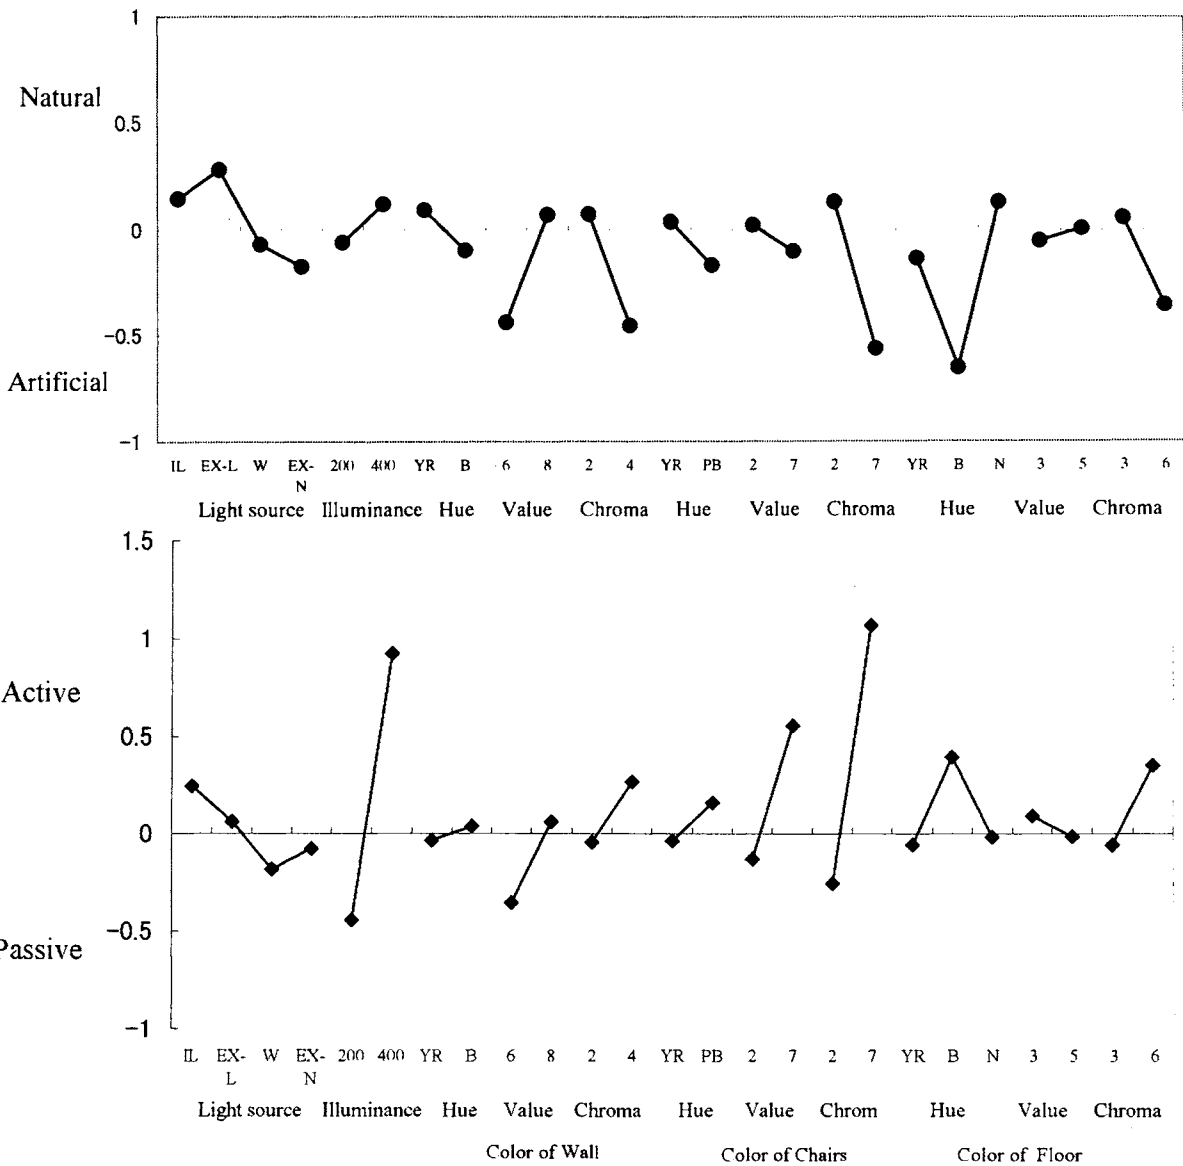 1
Natural
0.5
0
−0.5
Artificial
−1
IL EX-L W EX-N 200 400 YR B 6 8 2 4 YR PB 2 7 2 7 YR B N 3 5 3 6
Light source Illuminance Hue Value Chroma Hue Value Chroma Hue Value Chroma
1.5
1
Active
0.5
0
−0.5
Passive
−1
IL EX-L W EX-N 200 400 YR B 6 8 2 4 YR PB 2 7 2 7 YR B N 3 5 3 6
Light source Illuminance Hue Value Chroma Hue Value Chrom Hue Value Chroma
Color of Wall Color of Chairs Color of Floor